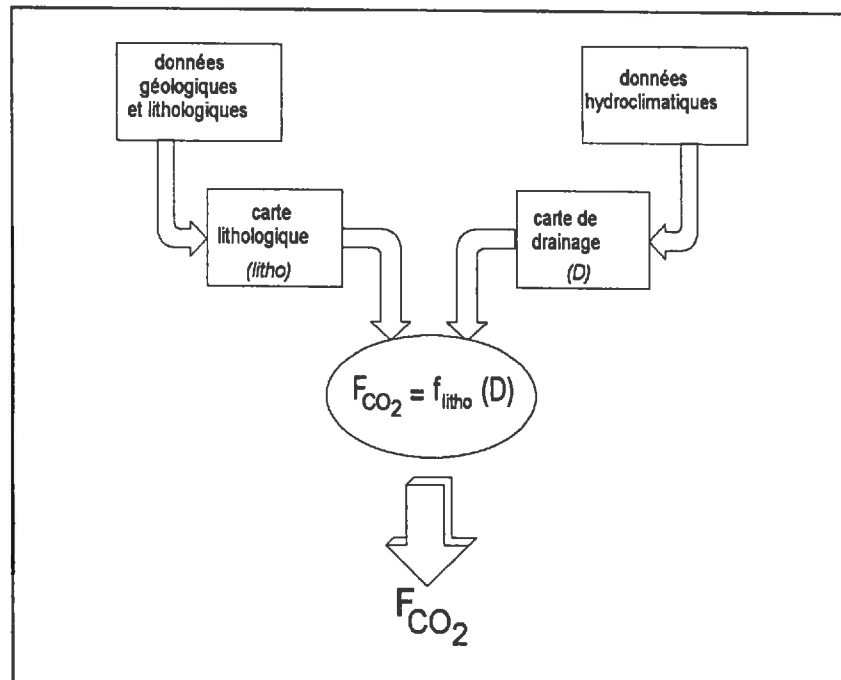 données
géologiques
et lithologiques
données
hydroclimatiques
carte
lithologique
(litho)
carte de
drainage
(D)
F_CO2 = f_litho (D)
F_CO2